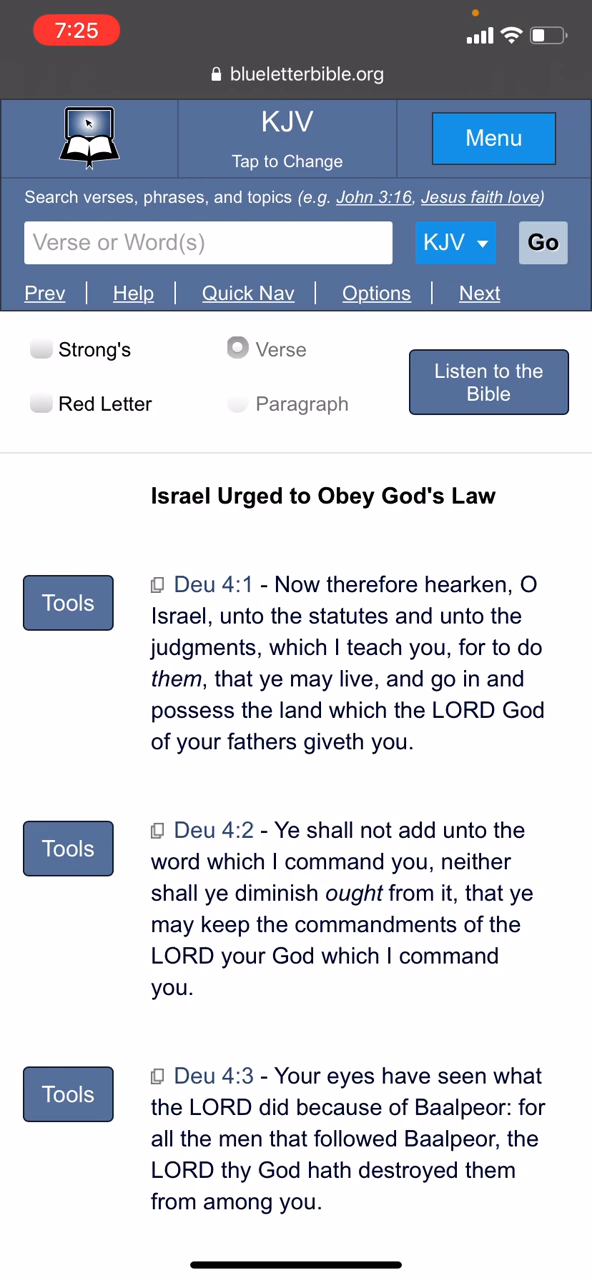 7:25
blueletterbible.org
KJV
Tap to Change
Menu
Search verses, phrases, and topics (e.g. John 3:16, Jesus faith love)
Verse or Word(s)
KJV
Go
Prev | Help | Quick Nav | Options | Next
Strong's
Verse
Red Letter
Paragraph
Listen to the
Bible
Israel Urged to Obey God's Law
Tools
Deu 4:1 - Now therefore hearken, O
Israel, unto the statutes and unto the
judgments, which I teach you, for to do
them, that ye may live, and go in and
possess the land which the LORD God
of your fathers giveth you.
Tools
Deu 4:2 - Ye shall not add unto the
word which I command you, neither
shall ye diminish ought from it, that ye
may keep the commandments of the
LORD your God which I command
you.
Tools
Deu 4:3 - Your eyes have seen what
the LORD did because of Baalpeor: for
all the men that followed Baalpeor, the
LORD thy God hath destroyed them
from among you.